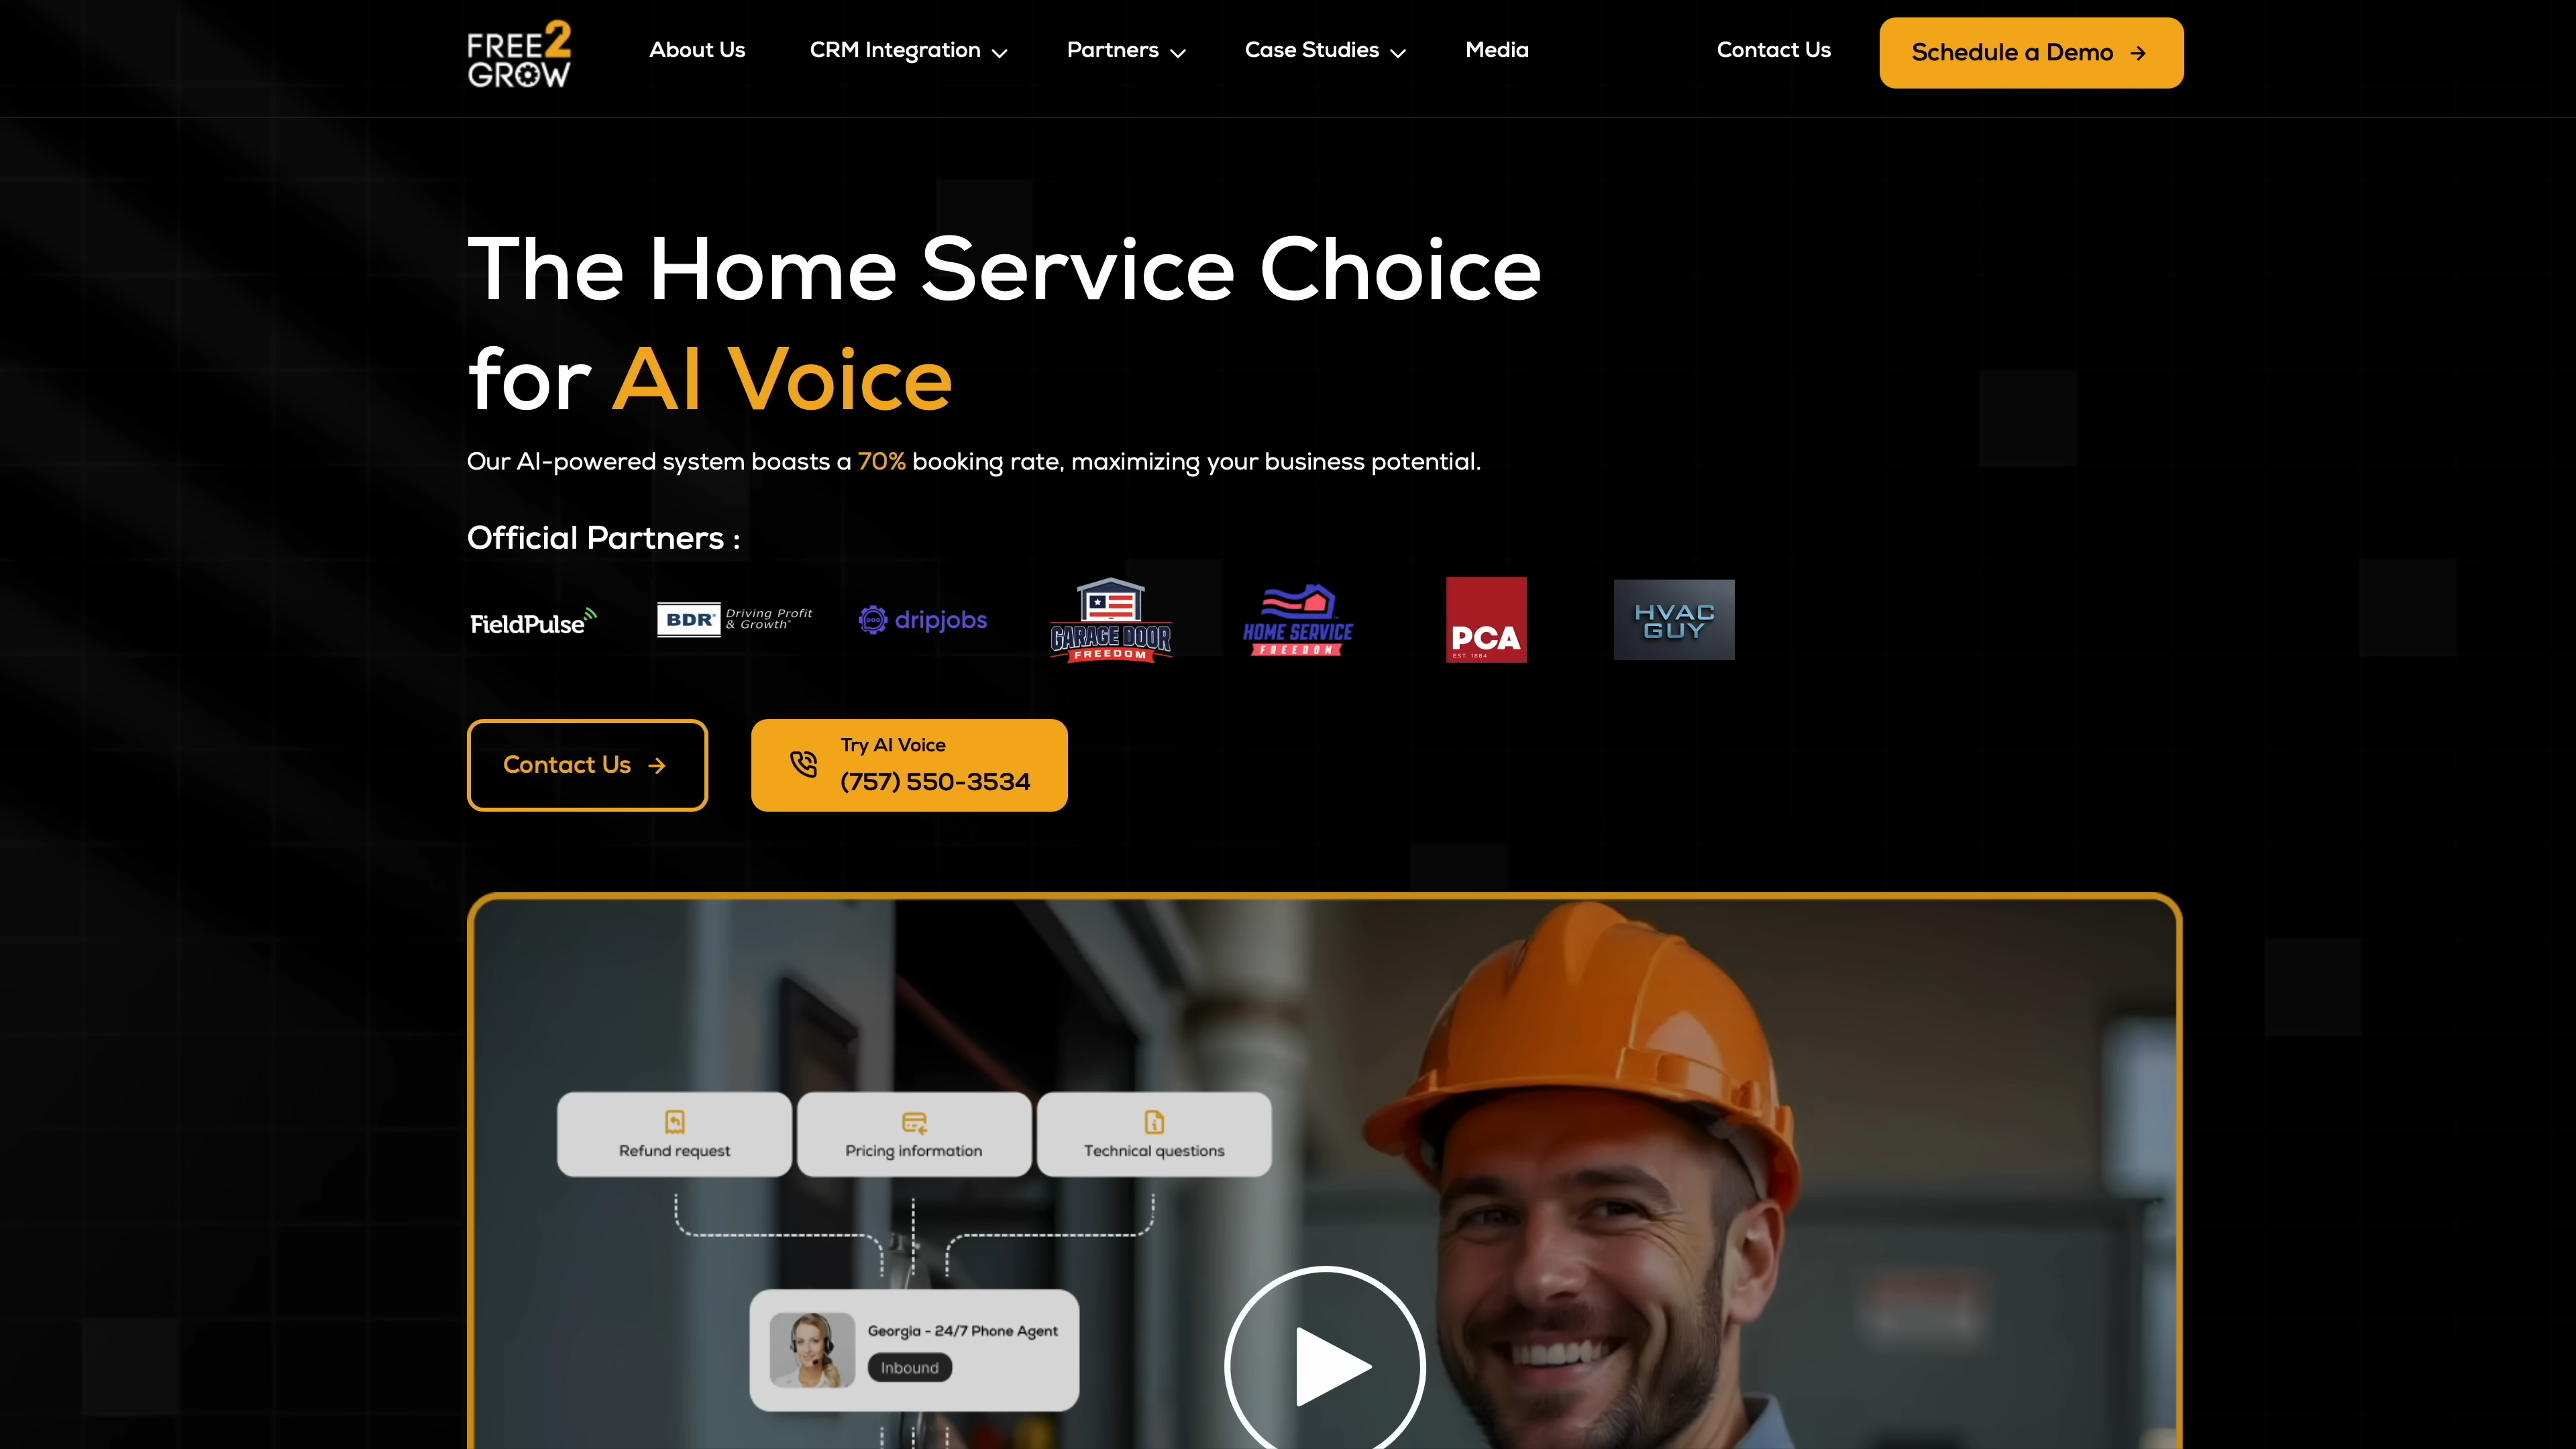 FREE2
GROW
About Us
CRM Integration
Partners
Case Studies
Media
Contact Us
Schedule a Demo
The Home Service Choice
for AI Voice
Our AI-powered system boasts a 70% booking rate, maximizing your business potential.
Official Partners :
FieldPulse
BDR
Driving Profit
& Growth
dripjobs
GARAGE DOOR
FREEDOM
HOME SERVICE
FREEDOM
PCA
EST. 1884
HVAC
GUY
Contact Us
Try AI Voice
(757) 550-3534
Refund request
Pricing information
Technical questions
Georgia - 24/7 Phone Agent
Inbound